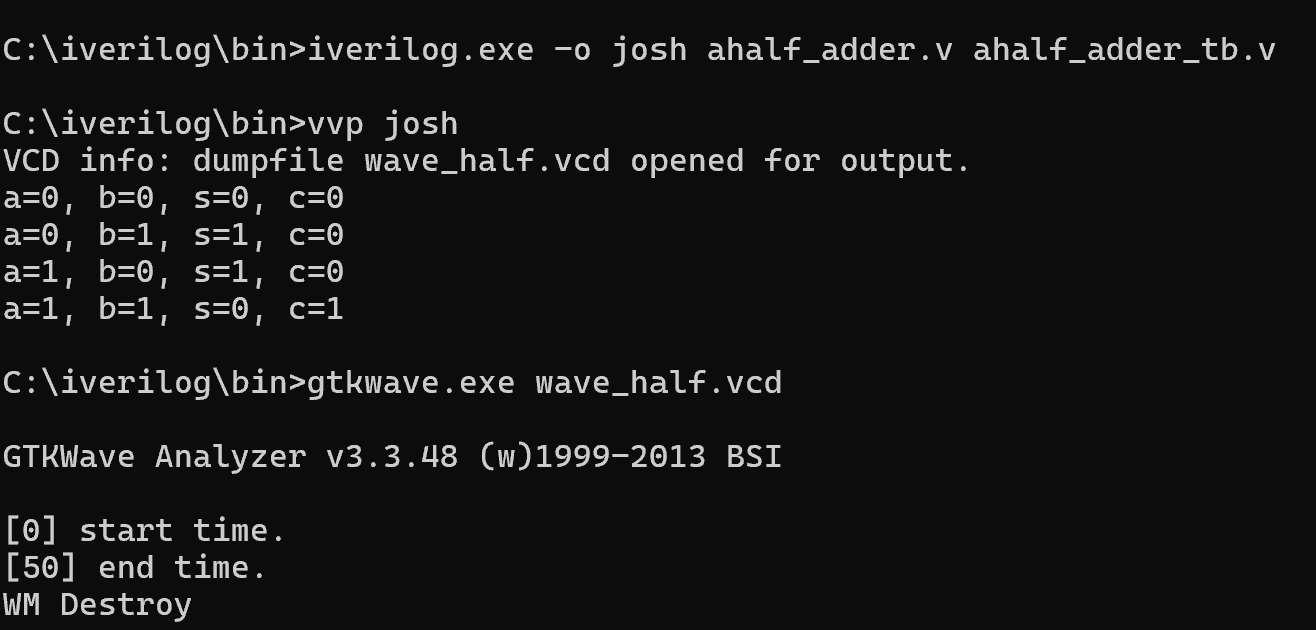 C:\iverilog\bin>iverilog.exe -o josh ahalf_adder.v ahalf_adder_tb.v
C:\iverilog\bin>vvp josh
VCD info: dumpfile wave_half.vcd opened for output.
a=0, b=0, s=0, c=0
a=0, b=1, s=1, c=0
a=1, b=0, s=1, c=0
a=1, b=1, s=0, c=1
C:\iverilog\bin>gtkwave.exe wave_half.vcd
GTKWave Analyzer v3.3.48 (w)1999-2013 BSI
[0] start time.
[50] end time.
WM Destroy